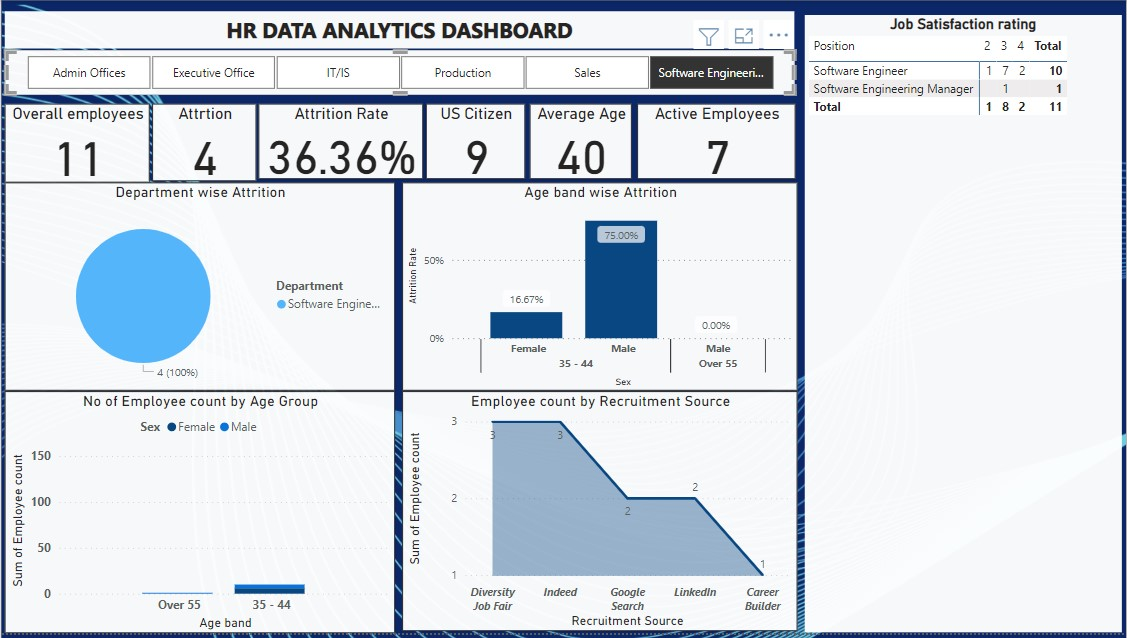 HR DATA ANALYTICS DASHBOARD
Admin Offices
Executive Office
IT/IS
Production
Sales
Software Engineeri...
Overall employees
11
Attrtion
4
Attrition Rate
36.36%
US Citizen
9
Average Age
40
Active Employees
7
Department wise Attrition
Department
Software Engine...
4 (100%)
Age band wise Attrition
Attrition Rate
50%
0%
16.67%
75.00%
0.00%
Female
Male
Male
35 - 44
Over 55
Sex
No of Employee count by Age Group
Sex Female Male
Sum of Employee count
150
100
50
0
Over 55
35 - 44
Age band
Employee count by Recruitment Source
Sum of Employee count
3
2
1
3
3
2
2
1
Diversity
Job Fair
Indeed
Google
Search
LinkedIn
Career
Builder
Recruitment Source
Job Satisfaction rating
Position 2 3 4 Total
Software Engineer 1 7 2 10
Software Engineering Manager 1 1
Total 1 8 2 11